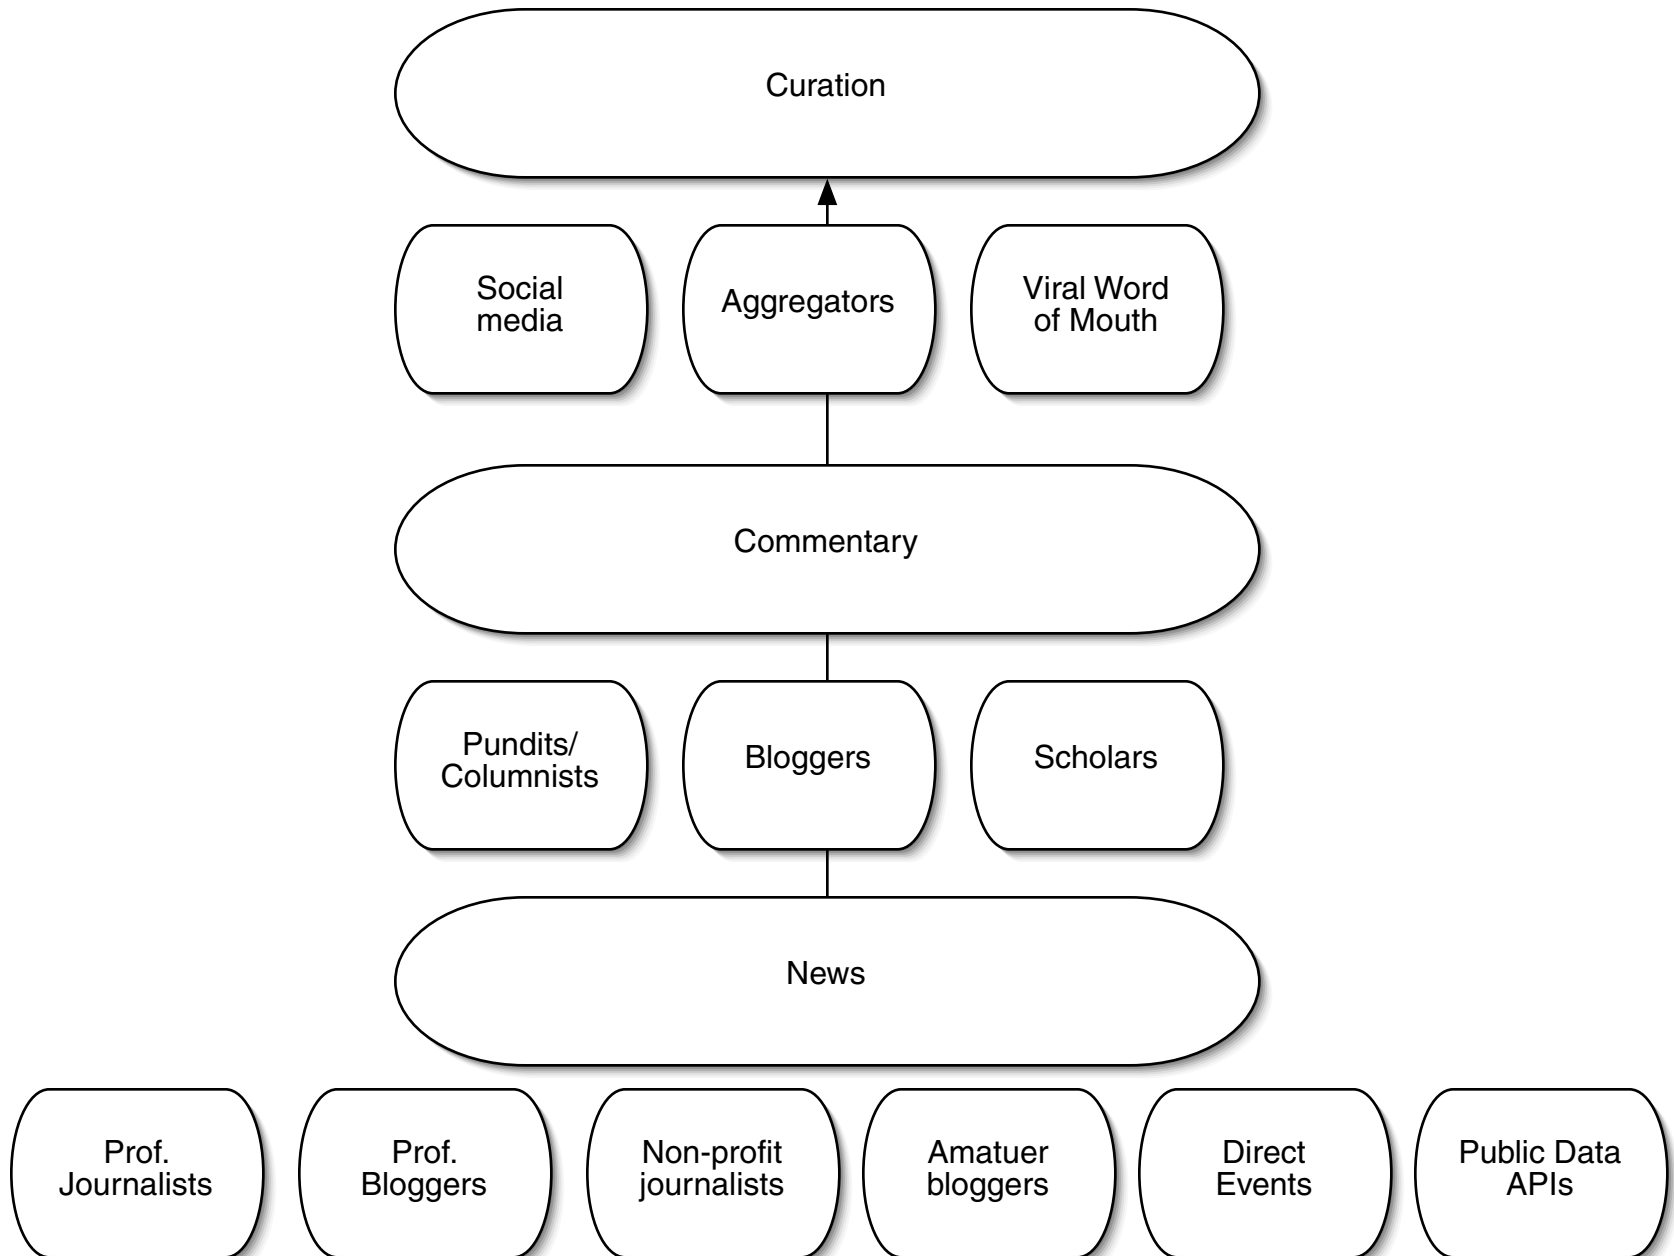 Curation
Social
media
Aggregators
Viral Word
of Mouth
Commentary
Pundits/
Columnists
Bloggers
Scholars
News
Prof.
Journalists
Prof.
Bloggers
Non-profit
journalists
Amatuer
bloggers
Direct
Events
Public Data
APIs